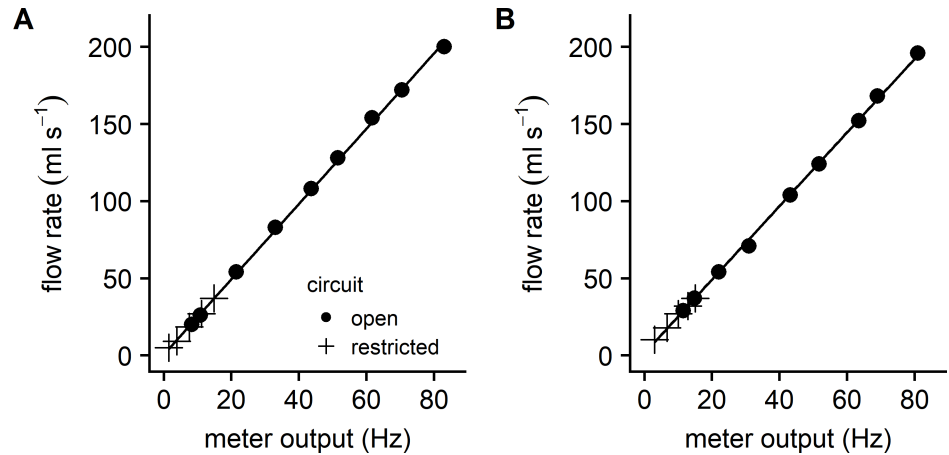 A
flow rate (ml s⁻¹)
200
150
100
50
0
0 20 40 60 80
meter output (Hz)
circuit
open
restricted
B
flow rate (ml s⁻¹)
200
150
100
50
0
0 20 40 60 80
meter output (Hz)